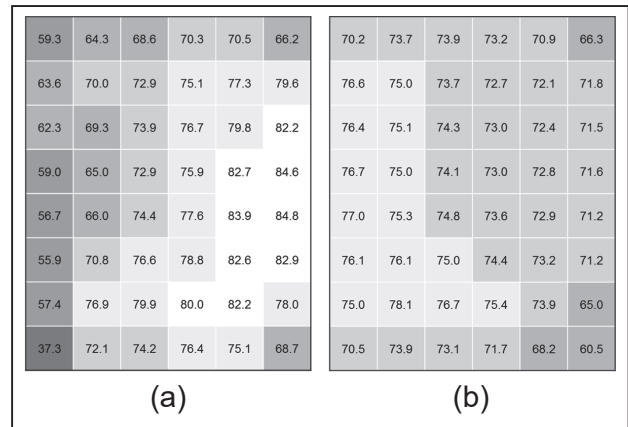 59.3 64.3 68.6 70.3 70.5 66.2 70.2 73.7 73.9 73.2 70.9 66.3
63.6 70.0 72.9 75.1 77.3 79.6 76.6 75.0 73.7 72.7 72.1 71.8
62.3 69.3 73.9 76.7 79.8 82.2 76.4 75.1 74.3 73.0 72.4 71.5
59.0 65.0 72.9 75.9 82.7 84.6 76.7 75.0 74.1 73.0 72.8 71.6
56.7 66.0 74.4 77.6 83.9 84.8 77.0 75.3 74.8 73.6 72.9 71.2
55.9 70.8 76.6 78.8 82.6 82.9 76.1 76.1 75.0 74.4 73.2 71.2
57.4 76.9 79.9 80.0 82.2 78.0 75.0 78.1 76.7 75.4 73.9 65.0
37.3 72.1 74.2 76.4 75.1 68.7 70.5 73.9 73.1 71.7 68.2 60.5
(a) (b)